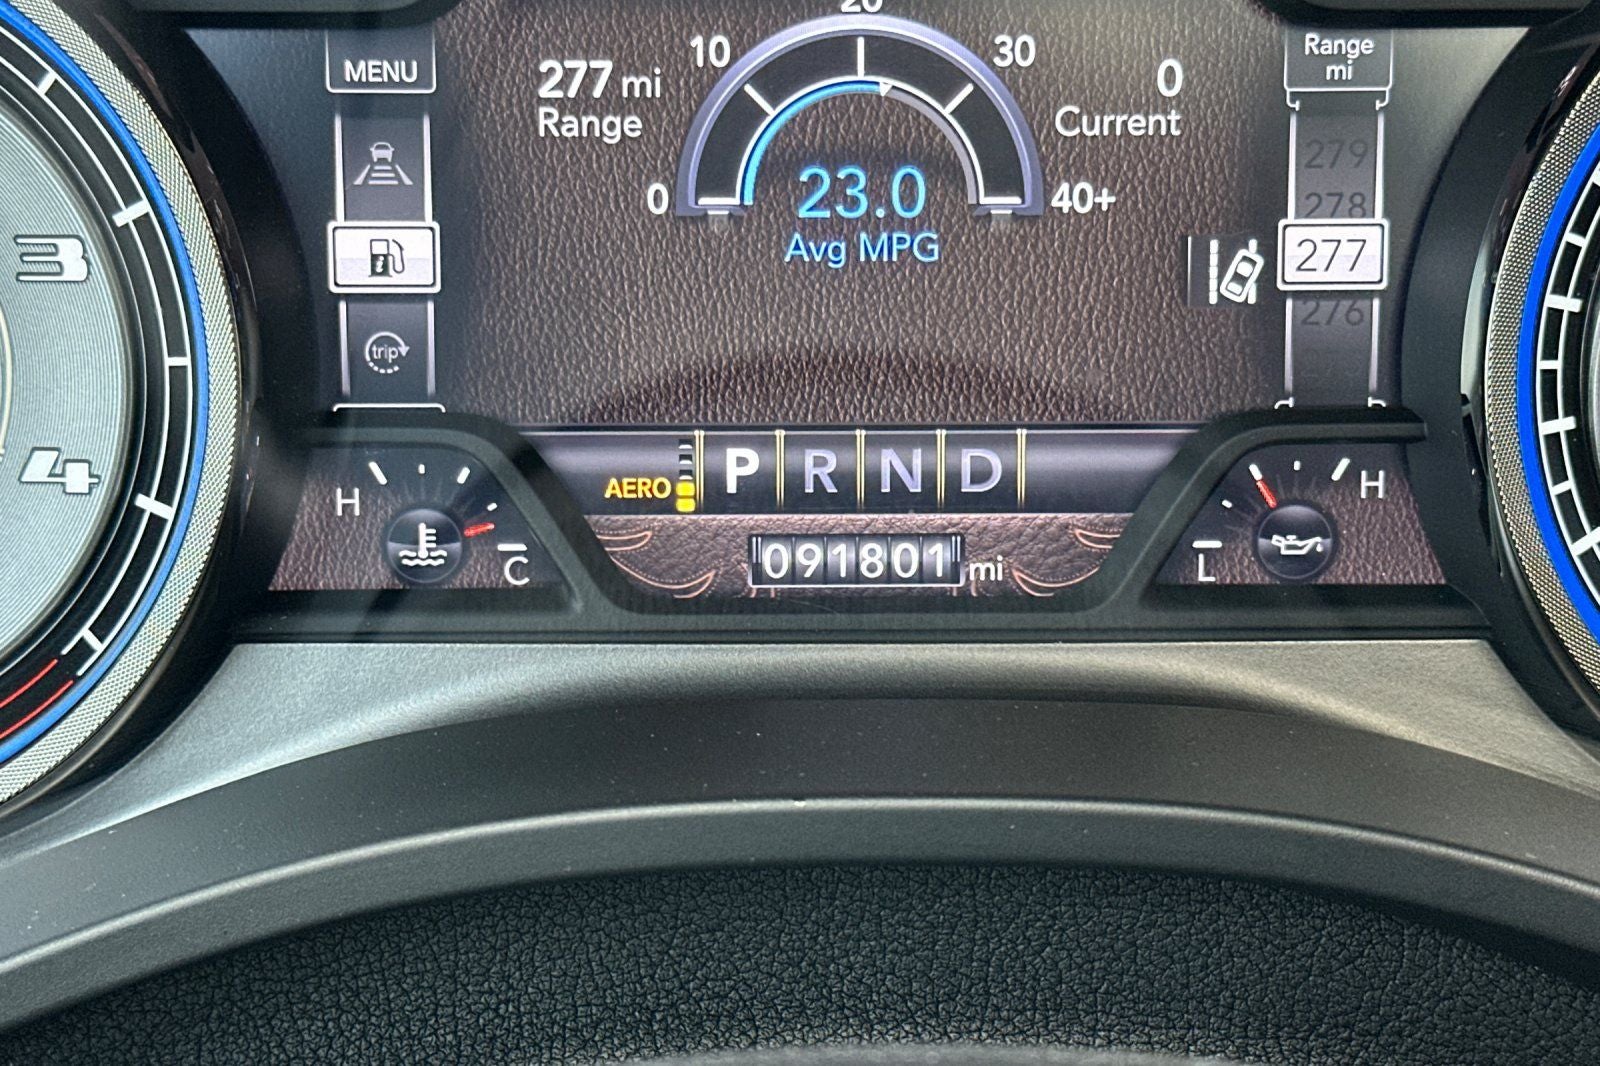 20
MENU
277 mi
Range
10
30
0
Current
Range
mi
279
278
277
276
0
23.0
Avg MPG
40+
i
trip
3
4
H
C
AERO
P R N D
091801 mi
H
L